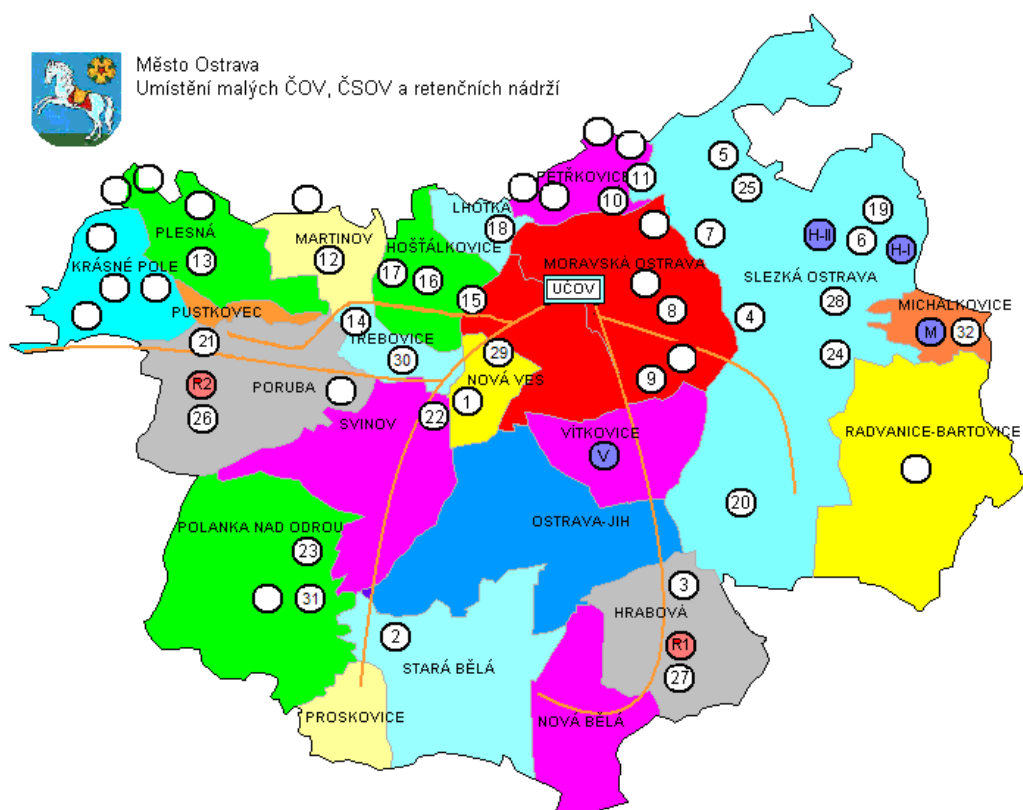 Město Ostrava
Umístění malých ČOV, ČSOV a retenčních nádrží
5
PETŘKOVICE
11
25
10
LHOTKA
19
PLESNÁ
MARTINOV
HOŠŤÁLKOVICE
18
7
H-II
6
H-I
13
12
17
16
MORAVSKÁ OSTRAVA
KRÁSNÉ POLE
SLEZKÁ OSTRAVA
UČOV
15
28
MICHÁLKOVICE
PUSTKOVEC
14
8
4
M
32
21
TŘEBOVICE
30
29
24
NOVÁ VES
R2
PORUBA
9
1
26
SVINOV
22
VÍTKOVICE
RADVANICE-BARTOVICE
V
20
POLANKA NAD ODROU
OSTRAVA-JIH
23
31
3
HRABOVÁ
2
R1
STARÁ BĚLÁ
27
PROSKOVICE
NOVÁ BĚLÁ